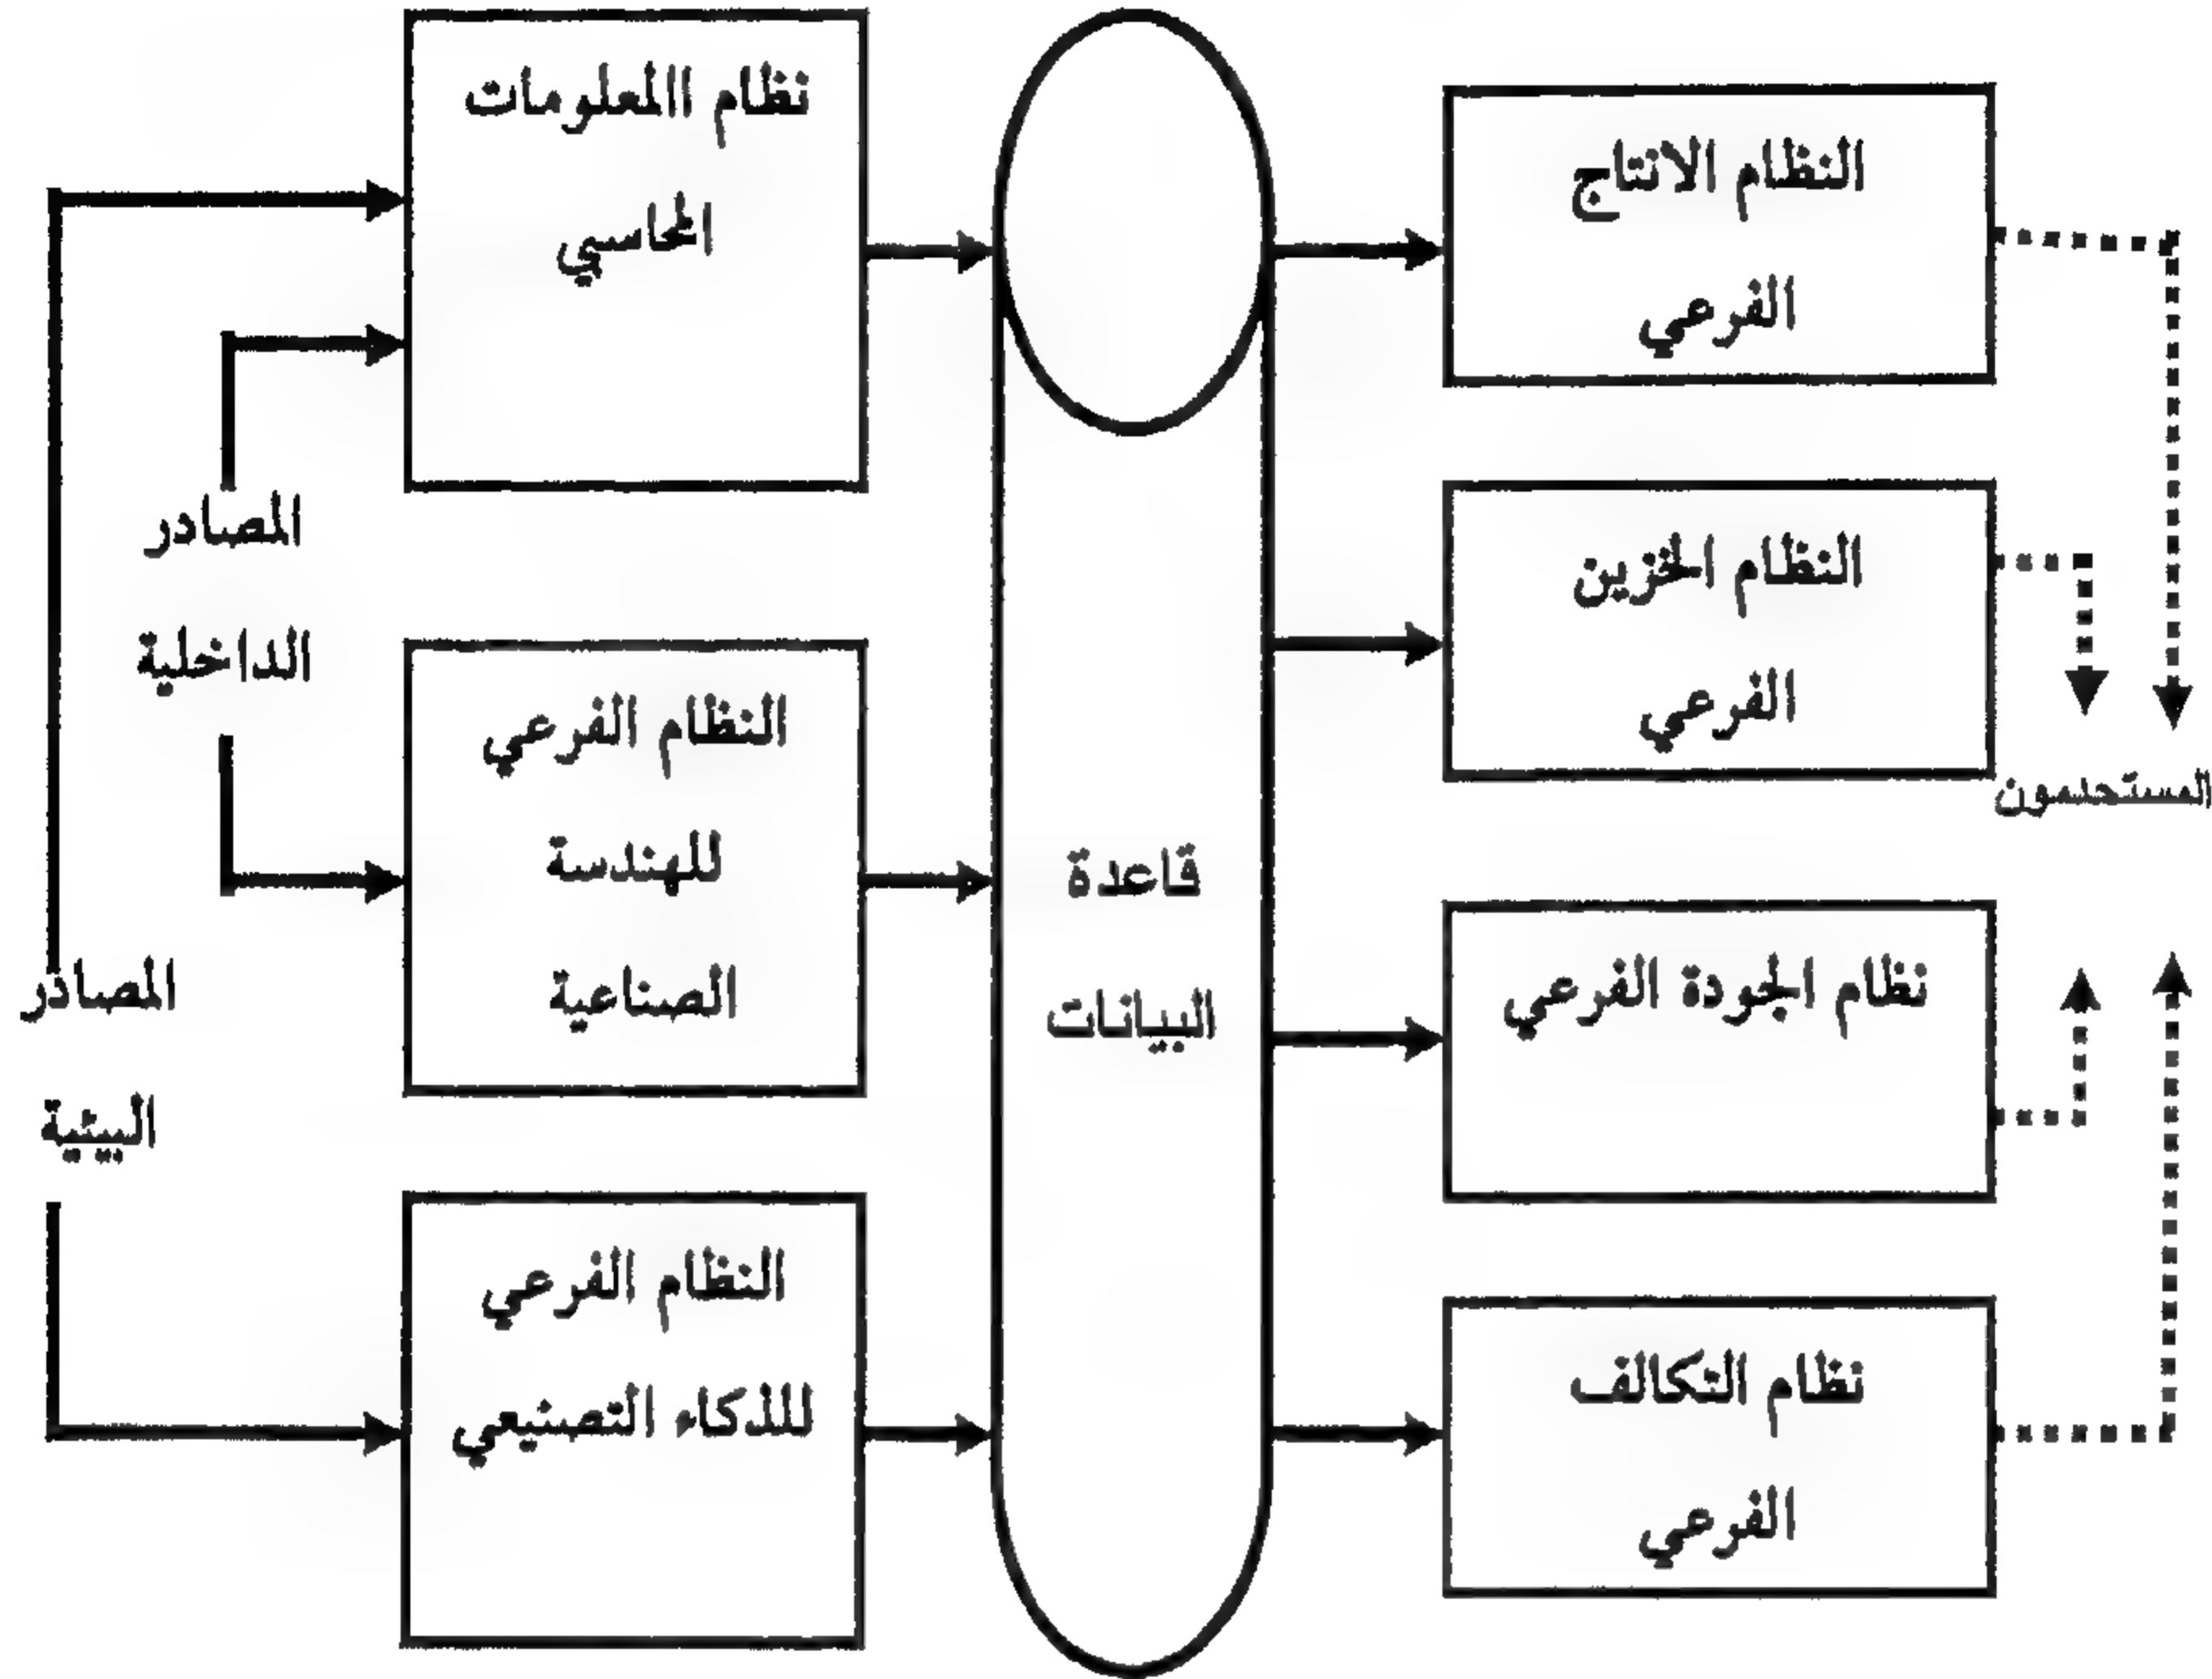 نظام االمعلومات
المحاسبي
النظام الانتاج
الفرعي
المصادر
الداخلية
النظام الخزين
الفرعي
النظام الفرعي
للهندسة
الصناعية
المستخدمون
قاعدة
البيانات
نظام الجودة الفرعي
المصادر
البيئية
النظام الفرعي
للذكاء التصنيعي
نظام التكالف
الفرعي